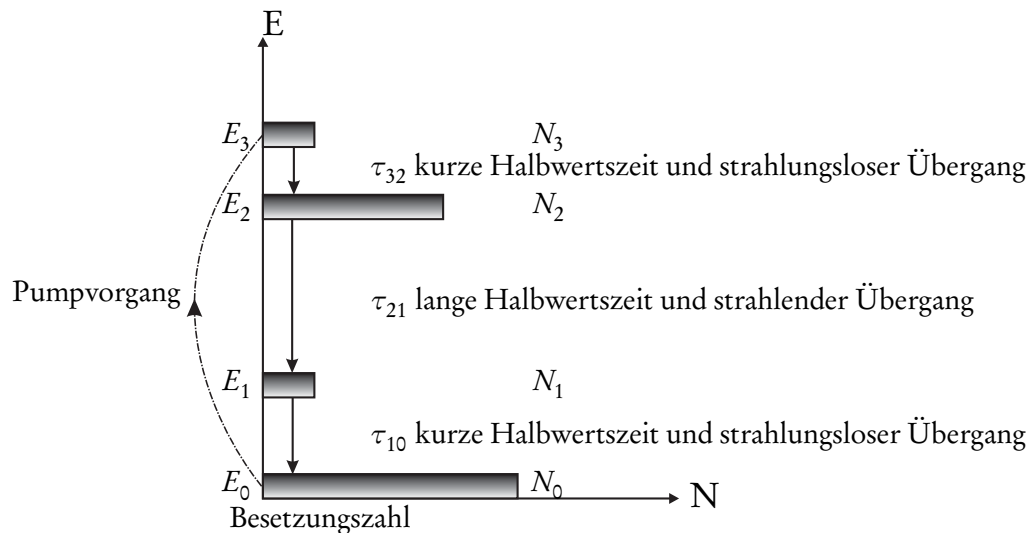 E
E₃ N₃
τ₃₂ kurze Halbwertszeit und strahlungsloser Übergang
E₂ N₂
Pumpvorgang
τ₂₁ lange Halbwertszeit und strahlender Übergang
E₁ N₁
τ₁₀ kurze Halbwertszeit und strahlungsloser Übergang
E₀ N₀ N
Besetzungszahl